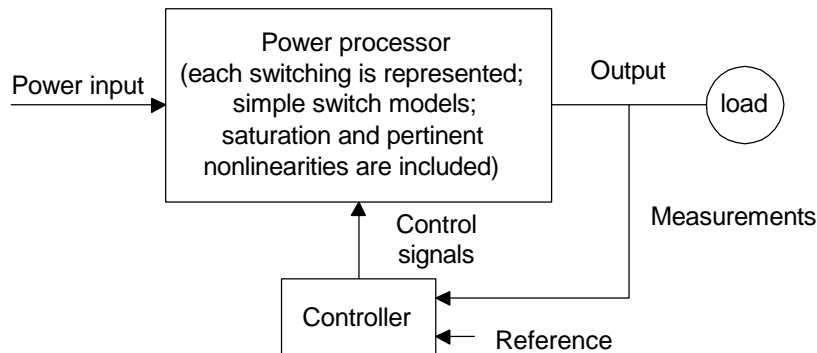 Power processor
(each switching is represented;
simple switch models;
saturation and pertinent
nonlinearities are included)
Power input
Output
load
Control
signals
Measurements
Controller
Reference